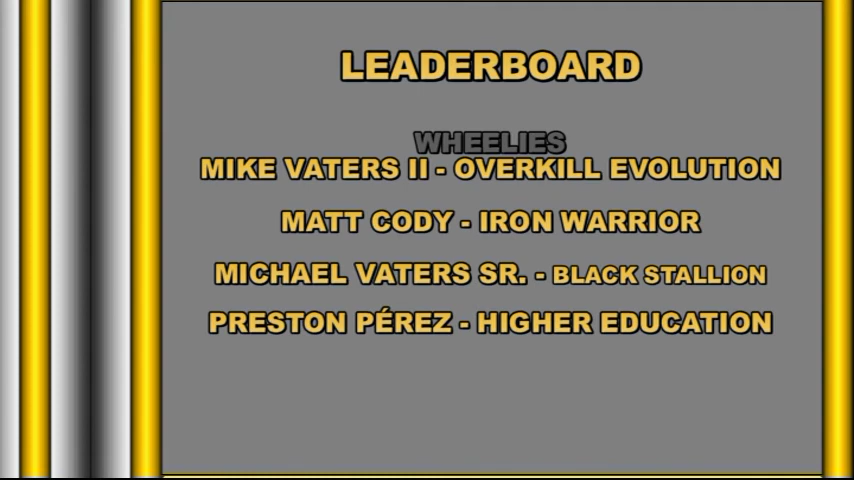 LEADERBOARD
WHEELIES
MIKE VATERS II - OVERKILL EVOLUTION
MATT CODY - IRON WARRIOR
MICHAEL VATERS SR. - BLACK STALLION
PRESTON PÉREZ - HIGHER EDUCATION